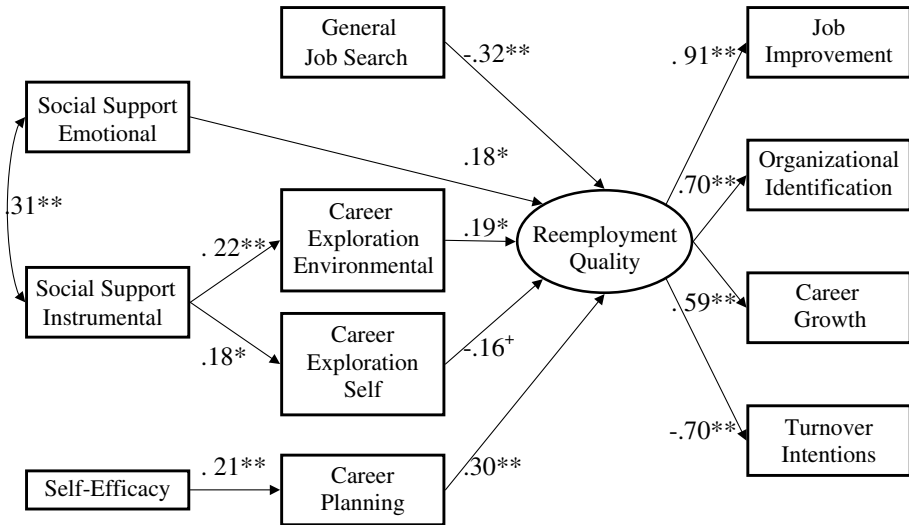 General
Job Search
-.32**
. 91**
Job
Improvement
Social Support
Emotional
.18*
Organizational
Identification
.70**
.31**
Career
Exploration
Environmental
. 22**
.19*
Reemployment
Quality
Social Support
Instrumental
.18*
Career
Exploration
Self
-.16+
. 59**
Career
Growth
-.70**
Turnover
Intentions
Self-Efficacy
. 21**
Career
Planning
.30**